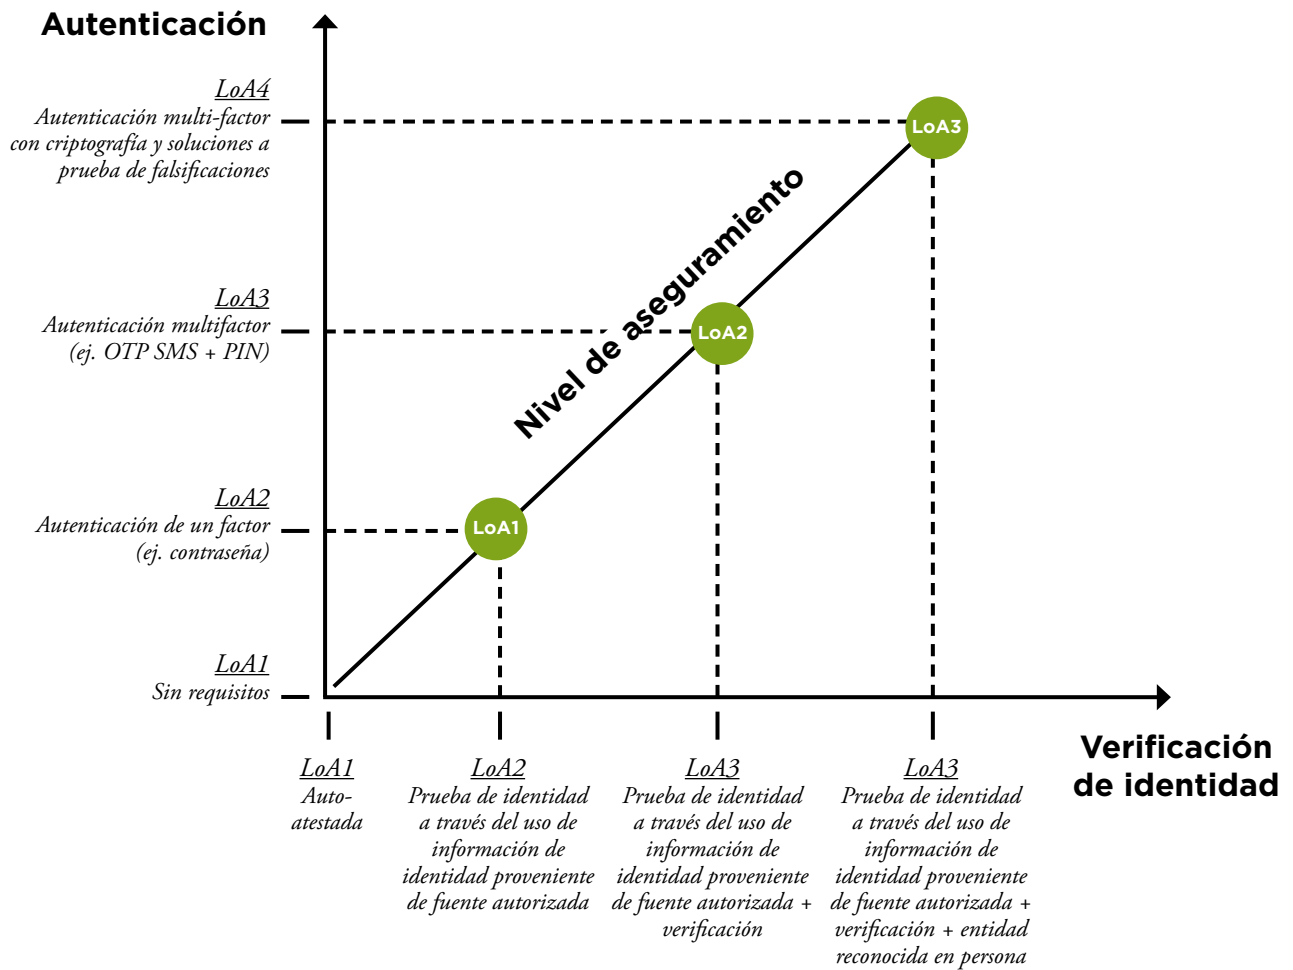 Autenticación
LoA4
Autenticación multi-factor
con criptografía y soluciones a
prueba de falsificaciones
LoA3
Autenticación multifactor
(ej. OTP SMS + PIN)
LoA2
Autenticación de un factor
(ej. contraseña)
LoA1
Sin requisitos
LoA3
LoA2
LoA1
Nivel de aseguramiento
LoA1
Auto-
atestada
LoA2
Prueba de identidad
a través del uso de
información de
identidad proveniente
de fuente autorizada
LoA3
Prueba de identidad
a través del uso de
información de
identidad proveniente
de fuente autorizada +
verificación
LoA3
Prueba de identidad
a través del uso de
información de
identidad proveniente
de fuente autorizada +
verificación + entidad
reconocida en persona
Verificación
de identidad